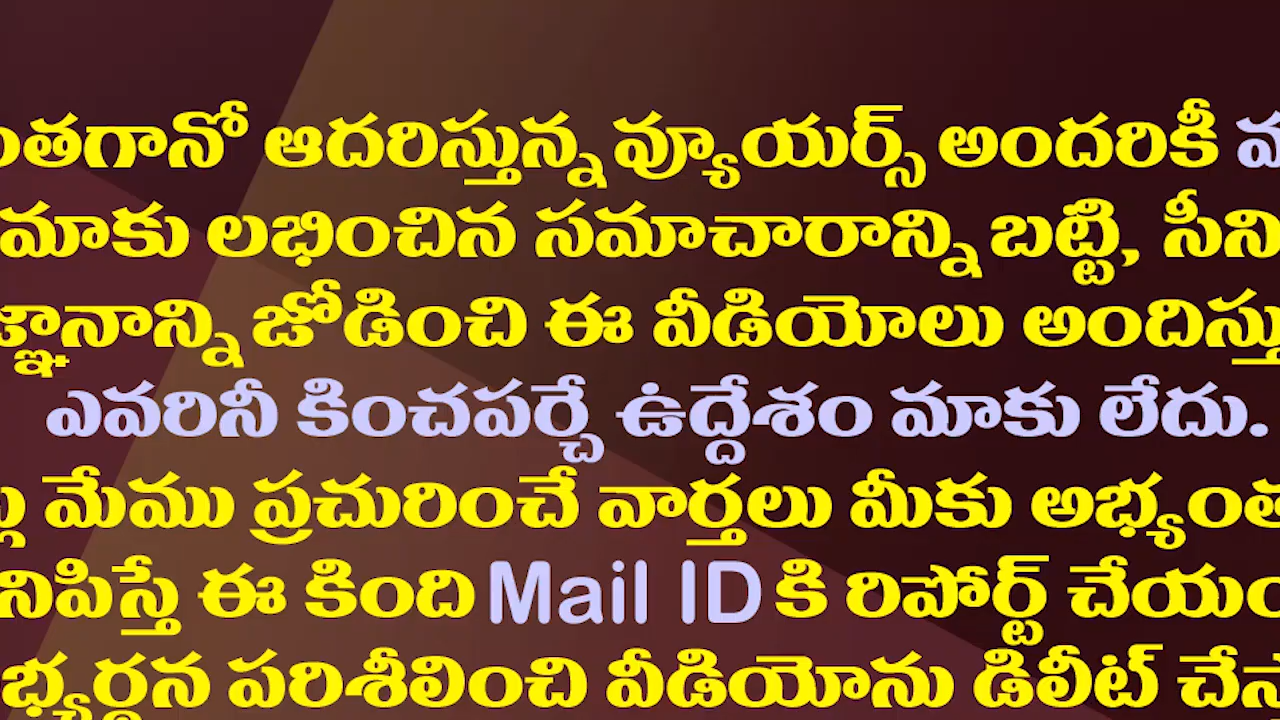 ఆదరిస్తున్న వ్యూయర్స్ అందరికీ
మాకు లభించిన సమాచారాన్ని బట్టి,
జోడించి ఈ వీడియోలు
ఎవరినీ కించపర్చే ఉద్దేశం మాకు లేదు.
మేము ప్రచురించే వార్తలు మీకు
ఈ కింది Mail ID కి రిపోర్ట్
పరిశీలించి వీడియోను డిలీట్